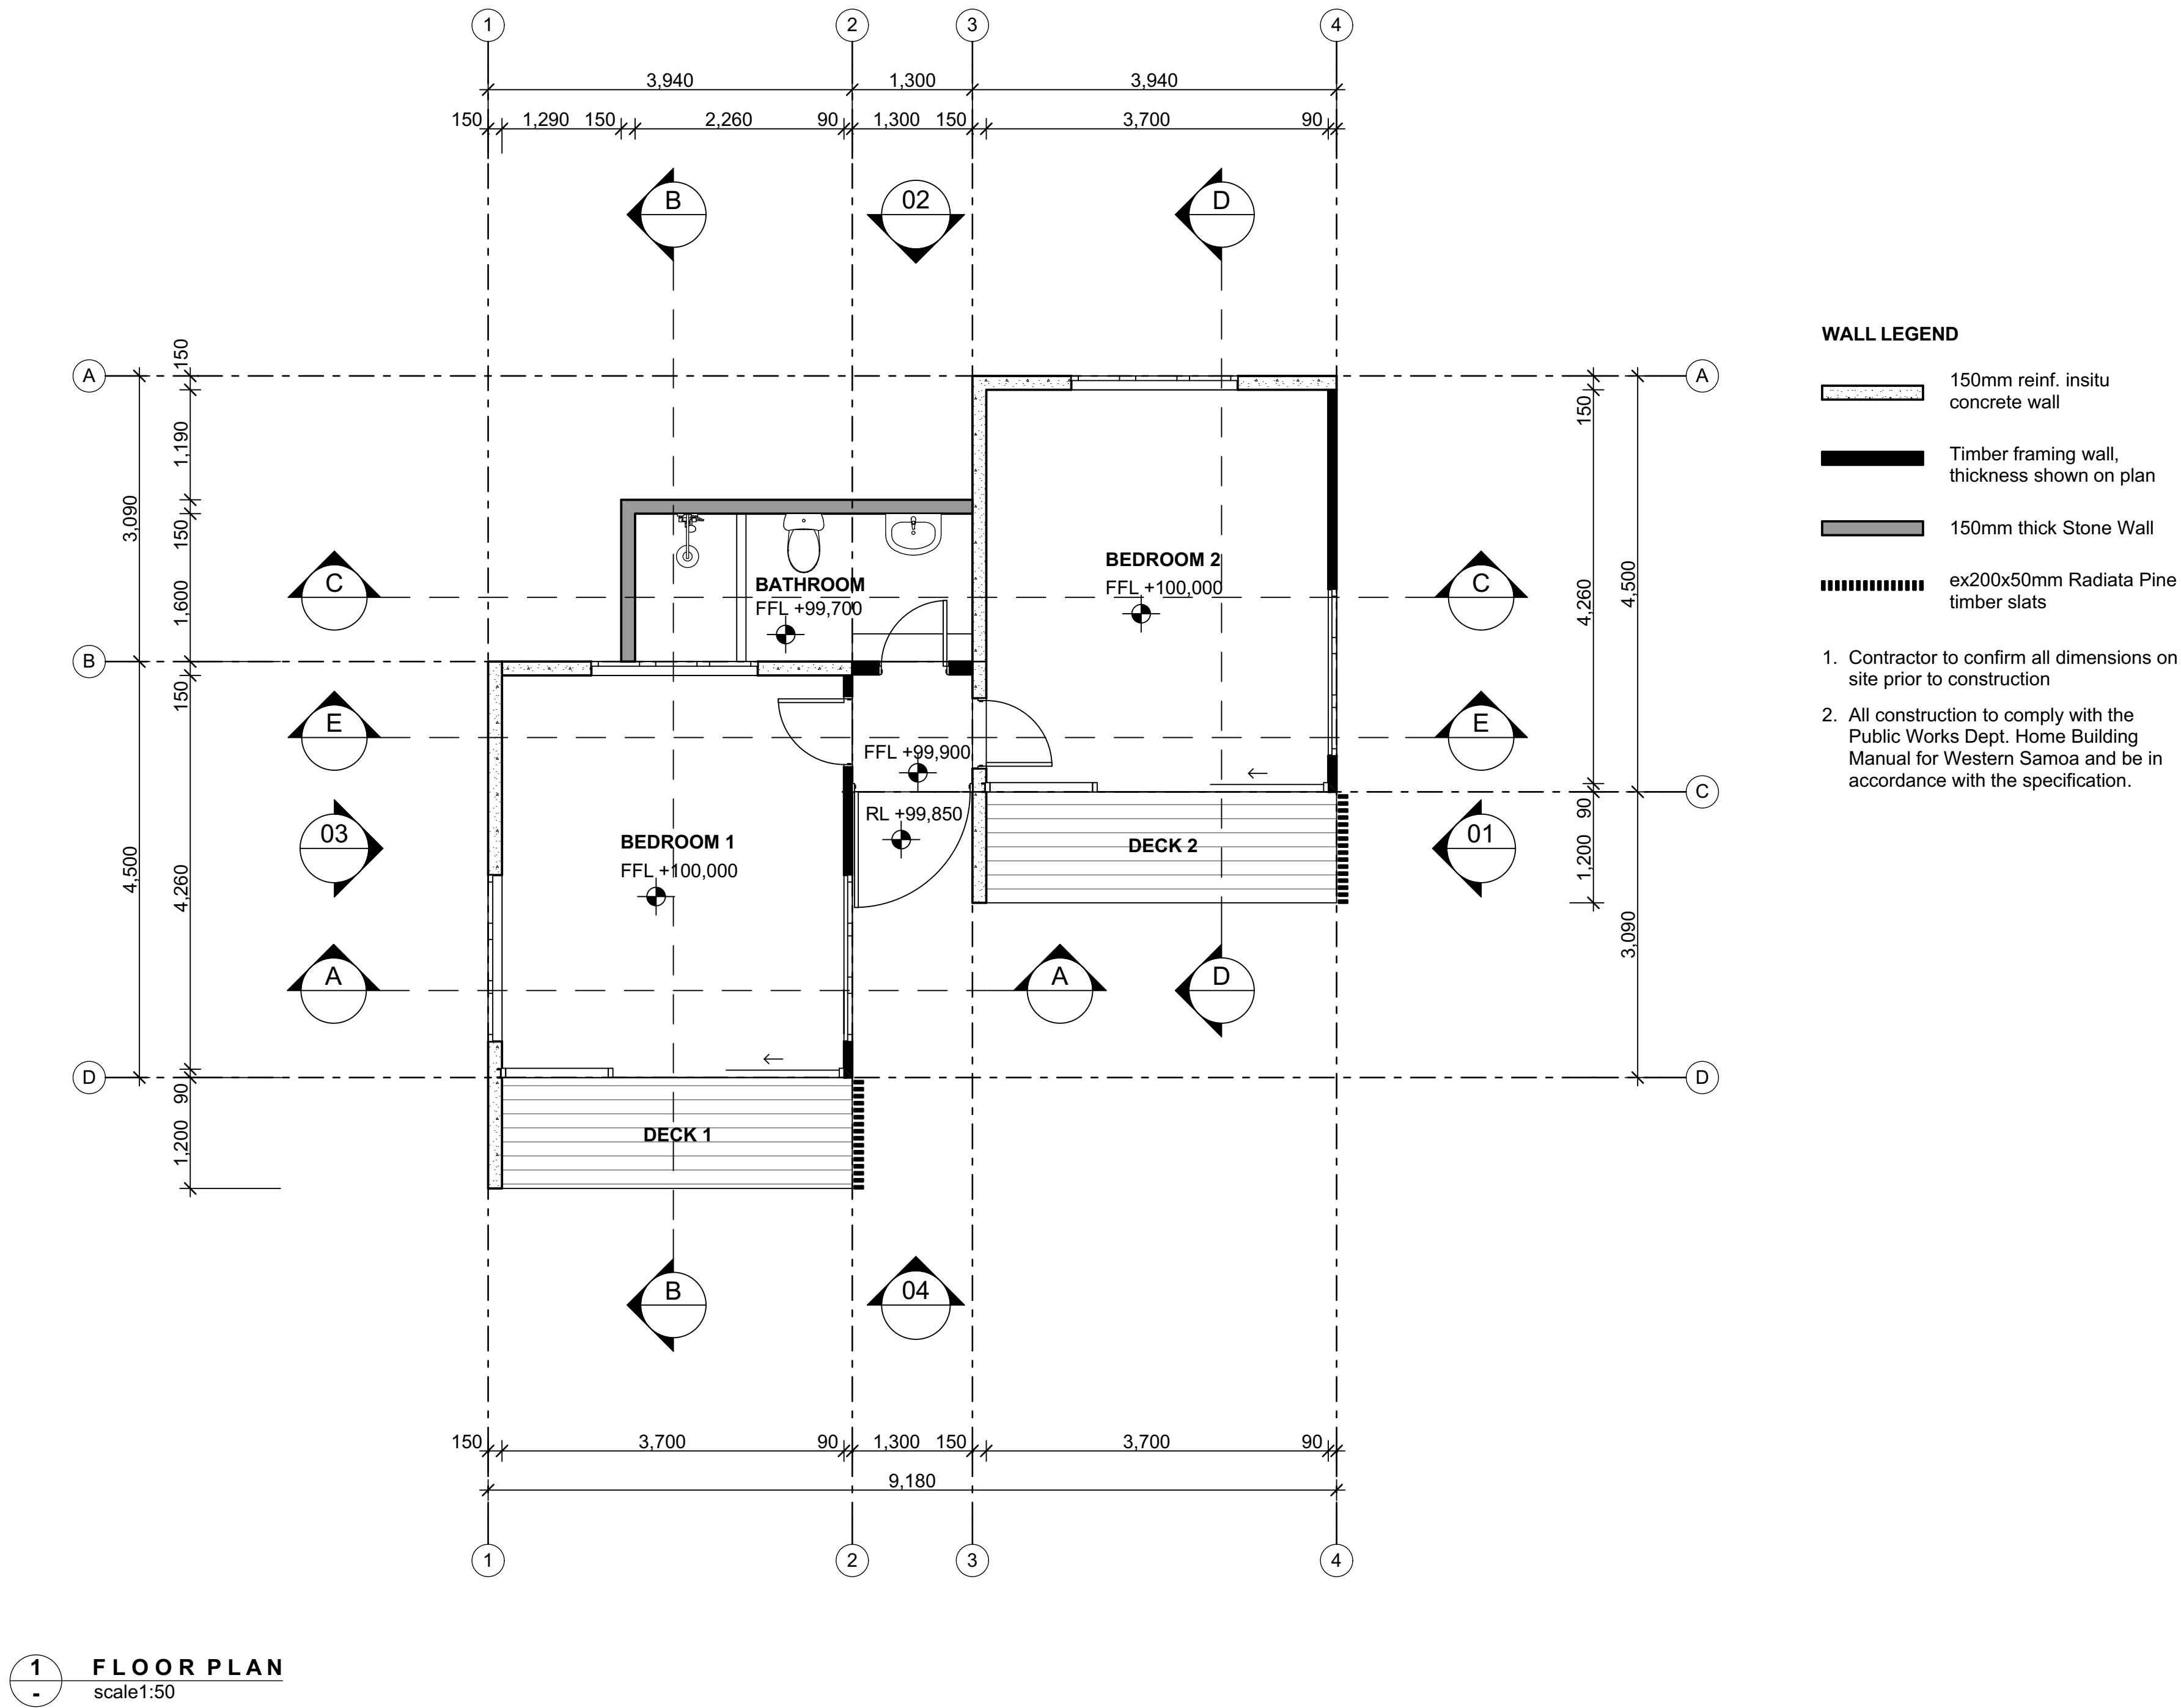 1 2 3 4
3,940 1,300 3,940
150 1,290 150 2,260 90 1,300 150 3,700 90
B 02 D
WALL LEGEND
150mm reinf. insitu
concrete wall
Timber framing wall,
thickness shown on plan
150mm thick Stone Wall
ex200x50mm Radiata Pine
timber slats
1. Contractor to confirm all dimensions on
site prior to construction
2. All construction to comply with the
Public Works Dept. Home Building
Manual for Western Samoa and be in
accordance with the specification.
A A
150
1,190
3,090
150
1,600
150
4,500
4,260
90
1,200
150
4,260
4,500
90
1,200
3,090
C C
BEDROOM 2
FFL +100,000
BATHROOM
FFL +99,700
B
E E
FFL +99,900
C
RL +99,850
03 01
BEDROOM 1
FFL +100,000
DECK 2
A A D
D D
DECK 1
B 04
150 3,700 90 1,300 150 3,700 90
9,180
1 2 3 4
1 FLOOR PLAN
- scale1:50